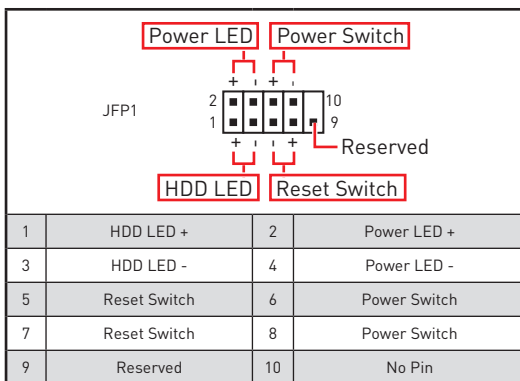 Power LED Power Switch
+ - + -
JFP1
2 10
1 9
+ - - +
Reserved
HDD LED Reset Switch
1 HDD LED + 2 Power LED +
3 HDD LED - 4 Power LED -
5 Reset Switch 6 Power Switch
7 Reset Switch 8 Power Switch
9 Reserved 10 No Pin